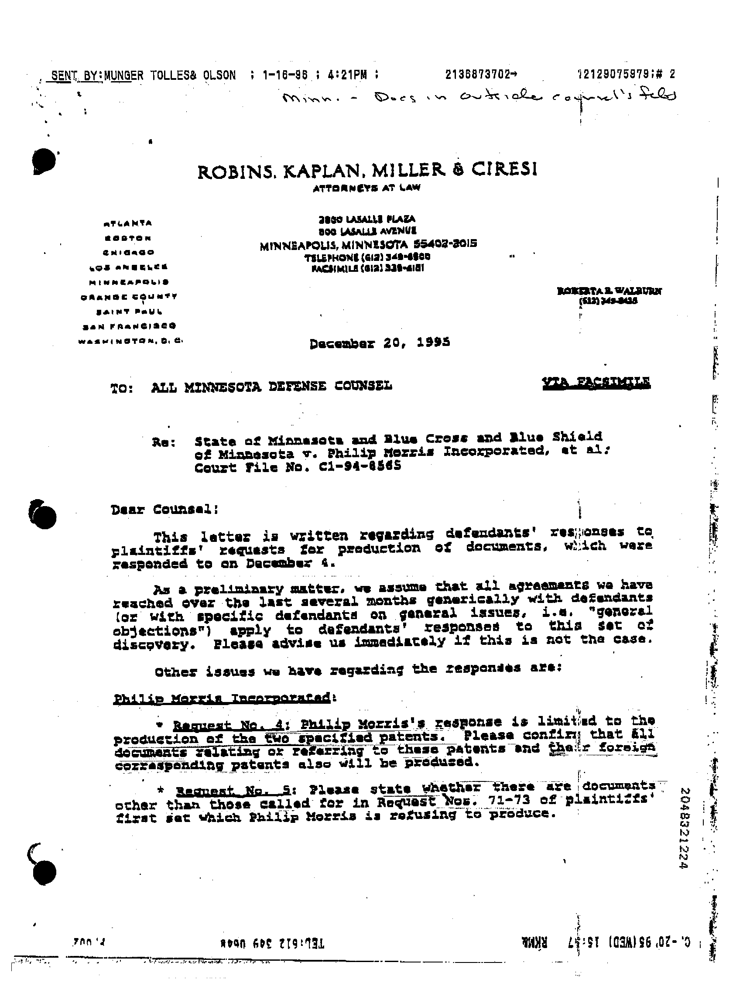 SENT BY:MUNGER TOLLES& OLSON ; 1-16-96 ; 4:21PM ; 2136873702→ 12129075979;# 2
Minn. - Docs in outside counsel's files
ROBINS, KAPLAN, MILLER & CIRESI
ATTORNEYS AT LAW
ATLANTA
BOSTON
CHICAGO
LOS ANGELES
MINNEAPOLIS
ORANGE COUNTY
SAINT PAUL
SAN FRANCISCO
WASHINGTON, D. C.
2800 LASALLE PLAZA
800 LASALLE AVENUE
MINNEAPOLIS, MINNESOTA 55402-2015
TELEPHONE (612) 349-8500
FACSIMILE (612) 339-4181
ROBERTA B. WALBURN
(612)
December 20, 1995
TO: ALL MINNESOTA DEFENSE COUNSEL
VIA FACSIMILE
Re: State of Minnesota and Blue Cross and Blue Shield
of Minnesota v. Philip Morris Incorporated, et al;
Court File No. C1-94-8565
Dear Counsel:
This letter is written regarding defendants' responses to
plaintiffs' requests for production of documents, which were
responded to on December 4.
As a preliminary matter, we assume that all agreements we have
reached over the last several months generically with defendants
(or with specific defendants on general issues, i.e. "general
objections") apply to defendants' responses to this set of
discovery. Please advise us immediately if this is not the case.
Other issues we have regarding the responses are:
Philip Morris Incorporated:
* Request No. 4: Philip Morris's response is limited to the
production of the two specified patents. Please confirm that all
documents relating or referring to these patents and their foreign
corresponding patents also will be produced.
* Request No. 5: Please state whether there are documents
other than those called for in Request Nos. 71-73 of plaintiffs'
first set which Philip Morris is refusing to produce.
2048321224
C. -20' 95(WED) 15: RKM&C TEL:612 349 0648 P. 002